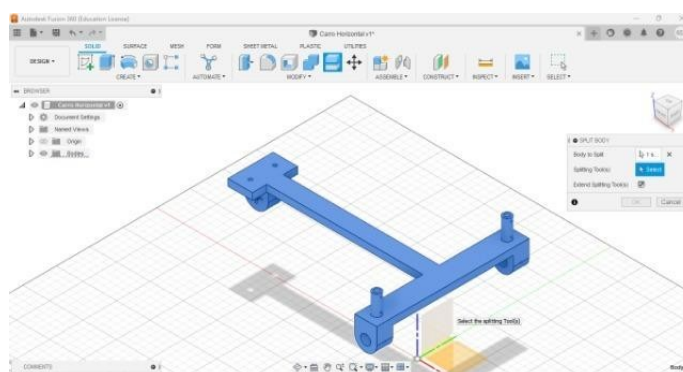 Autodesk Fusion 360 (Education License)
Carro Horizontal v1*
SOLID SURFACE MESH FORM SHEET METAL PLASTIC UTILITIES
DESIGN
CREATE AUTOMATE MODIFY ASSEMBLE CONSTRUCT INSPECT INSERT SELECT
BROWSER
Carro Horizontal v1
Document Settings
Named Views
Origin
Bodies
SPLIT BODY
Body to Split 1 s...
Splitting Tool(s) Select
Extend Splitting Tool(s)
OK Cancel
Select the splitting Tool(s)
COMMENTS
Body